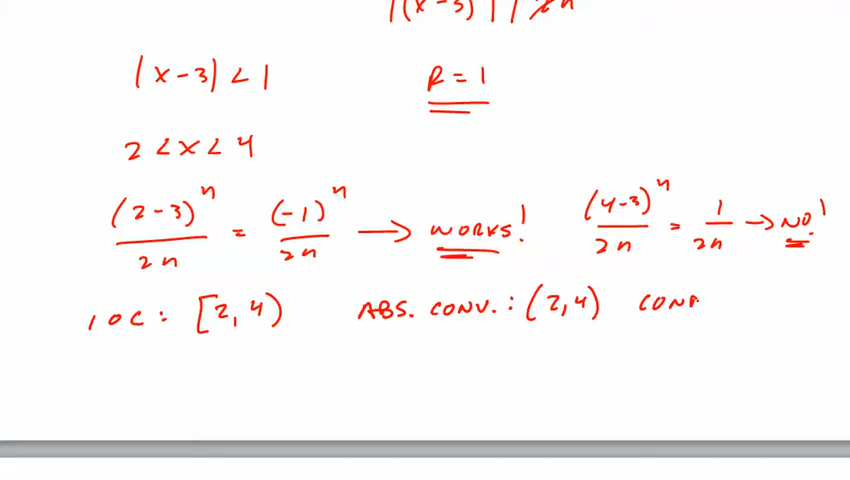 |(x-3)| < 1 R = 1
2 < x < 4
(2-3)^n / 2n = (-1)^n / 2n → WORKS! (4-3)^n / 2n = 1 / 2n → NO!
IOC: [2,4) ABS. CONV.: (2,4)